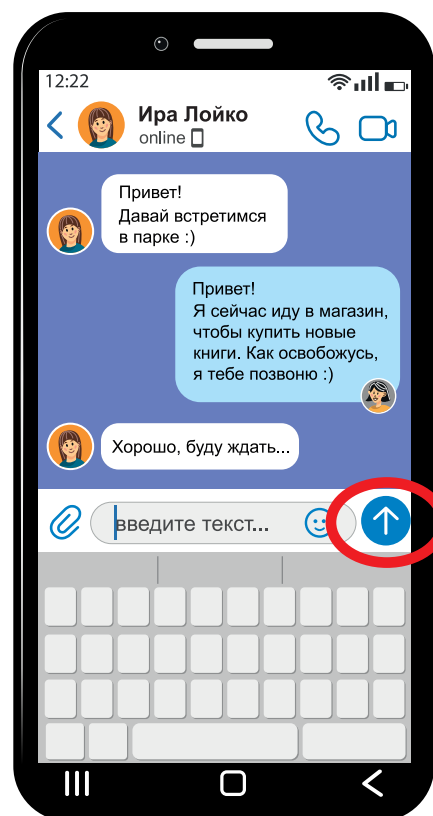 12:22
Ира Лойко
online
Привет!
Давай встретимся
в парке :)
Привет!
Я сейчас иду в магазин,
чтобы купить новые
книги. Как освобожусь,
я тебе позвоню :)
Хорошо, буду ждать...
введите текст...